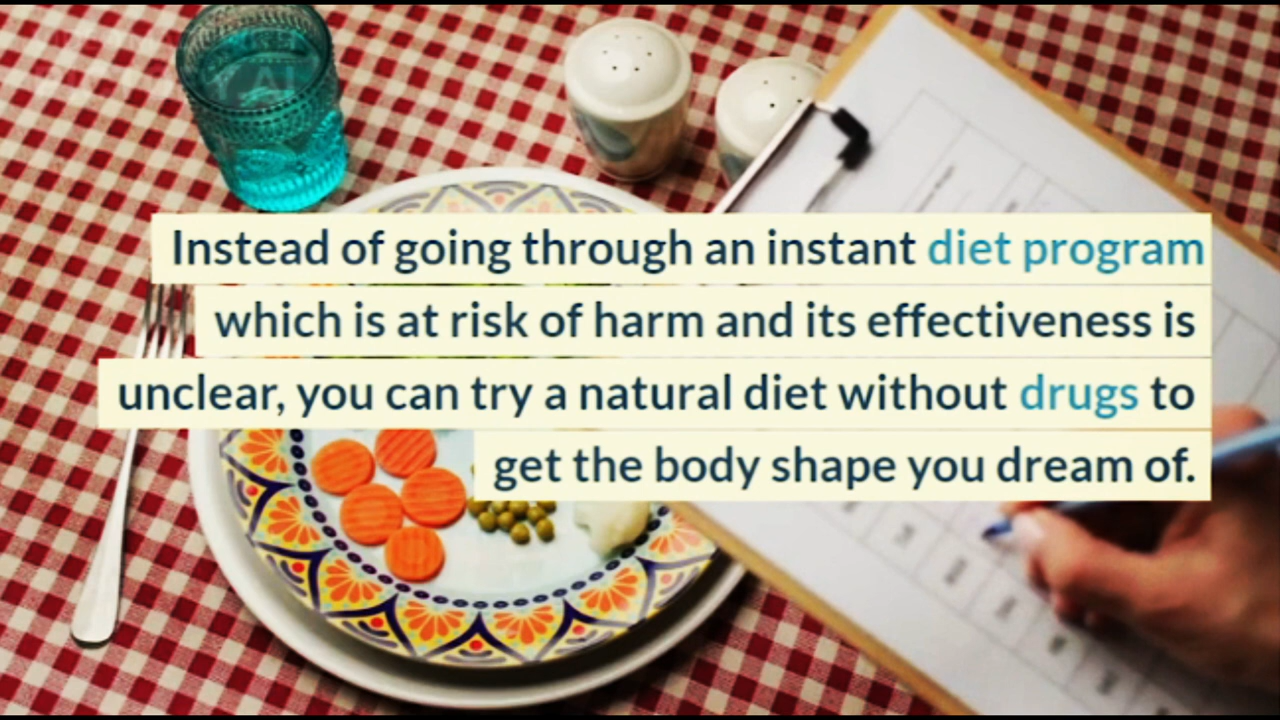 Instead of going through an instant diet program
which is at risk of harm and its effectiveness is
unclear, you can try a natural diet without drugs to
get the body shape you dream of.